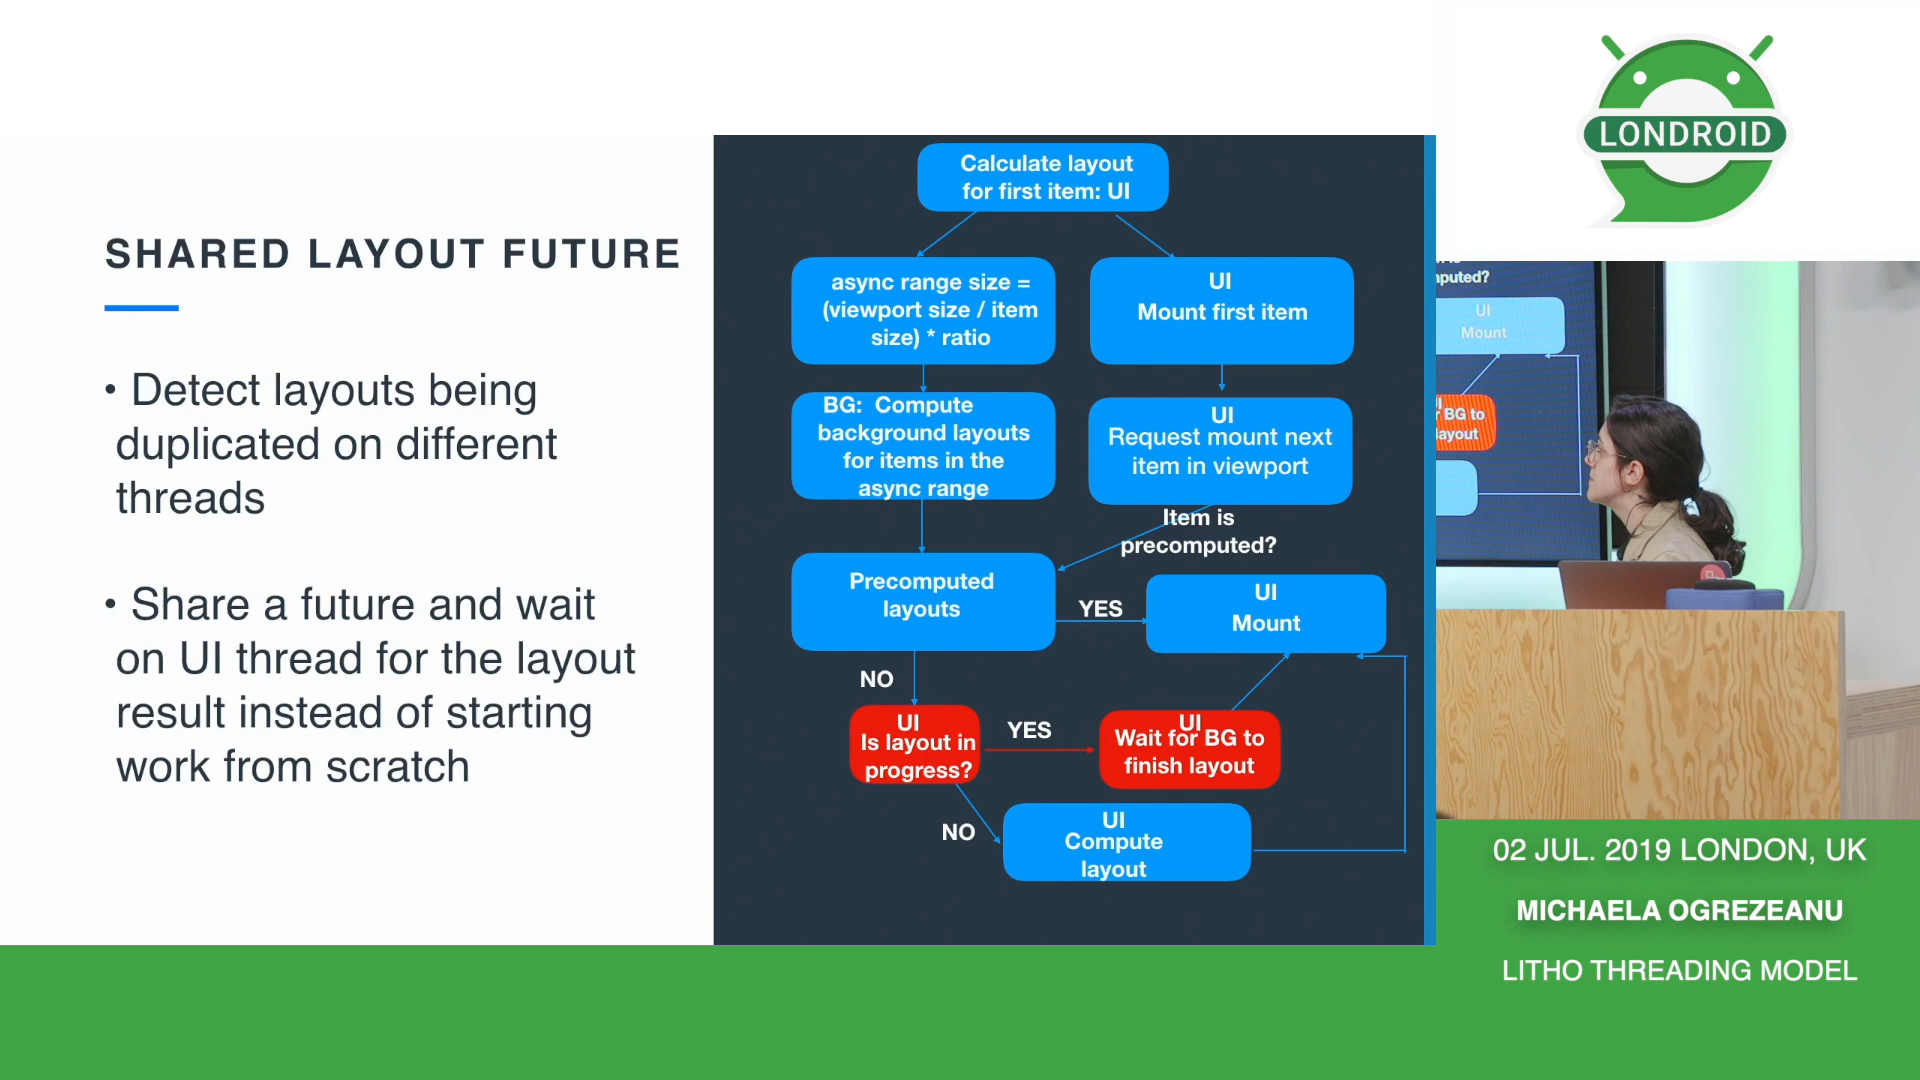 SHARED LAYOUT FUTURE
• Detect layouts being
duplicated on different
threads
• Share a future and wait
on UI thread for the layout
result instead of starting
work from scratch
Calculate layout
for first item: UI
async range size =
(viewport size / item
size) * ratio
UI
Mount first item
BG: Compute
background layouts
for items in the
async range
UI
Request mount next
item in viewport
Item is
precomputed?
Precomputed
layouts
YES
UI
Mount
NO
UI
Is layout in
progress?
YES
UI
Wait for BG to
finish layout
NO
UI
Compute
layout
LONDROID
UI
Mount
BG to
layout
02 JUL. 2019 LONDON, UK
MICHAELA OGREZEANU
LITHO THREADING MODEL